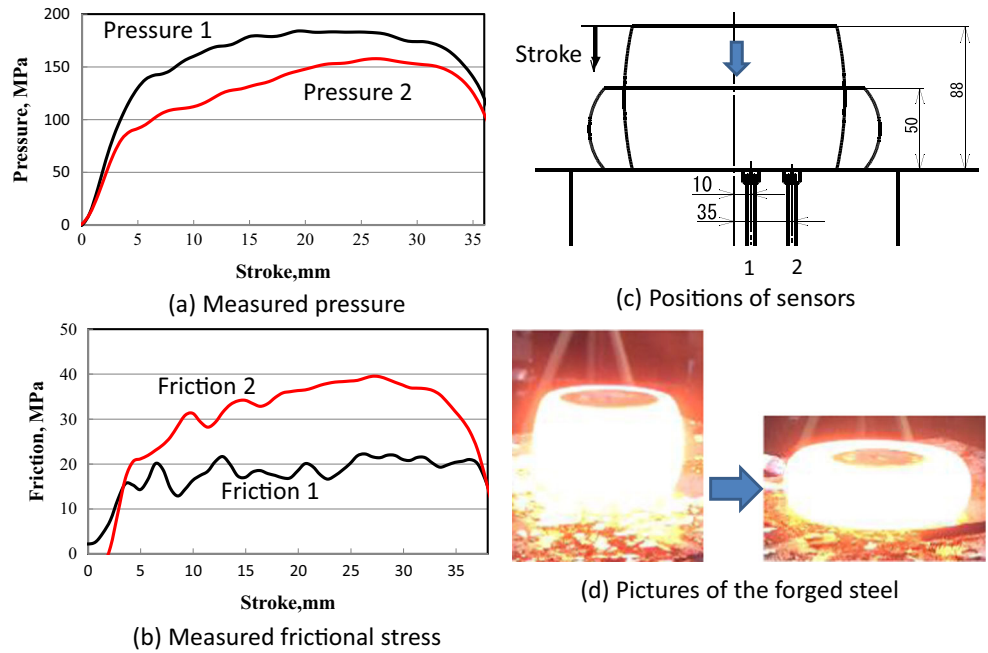 200
150
100
50
0
Pressure, MPa
Pressure 1
Pressure 2
0 5 10 15 20 25 30 35
Stroke,mm
(a) Measured pressure
Stroke
88
50
10
35
1 2
(c) Positions of sensors
50
40
30
20
10
0
Friction, MPa
Friction 2
Friction 1
0 5 10 15 20 25 30 35
Stroke,mm
(b) Measured frictional stress
(d) Pictures of the forged steel